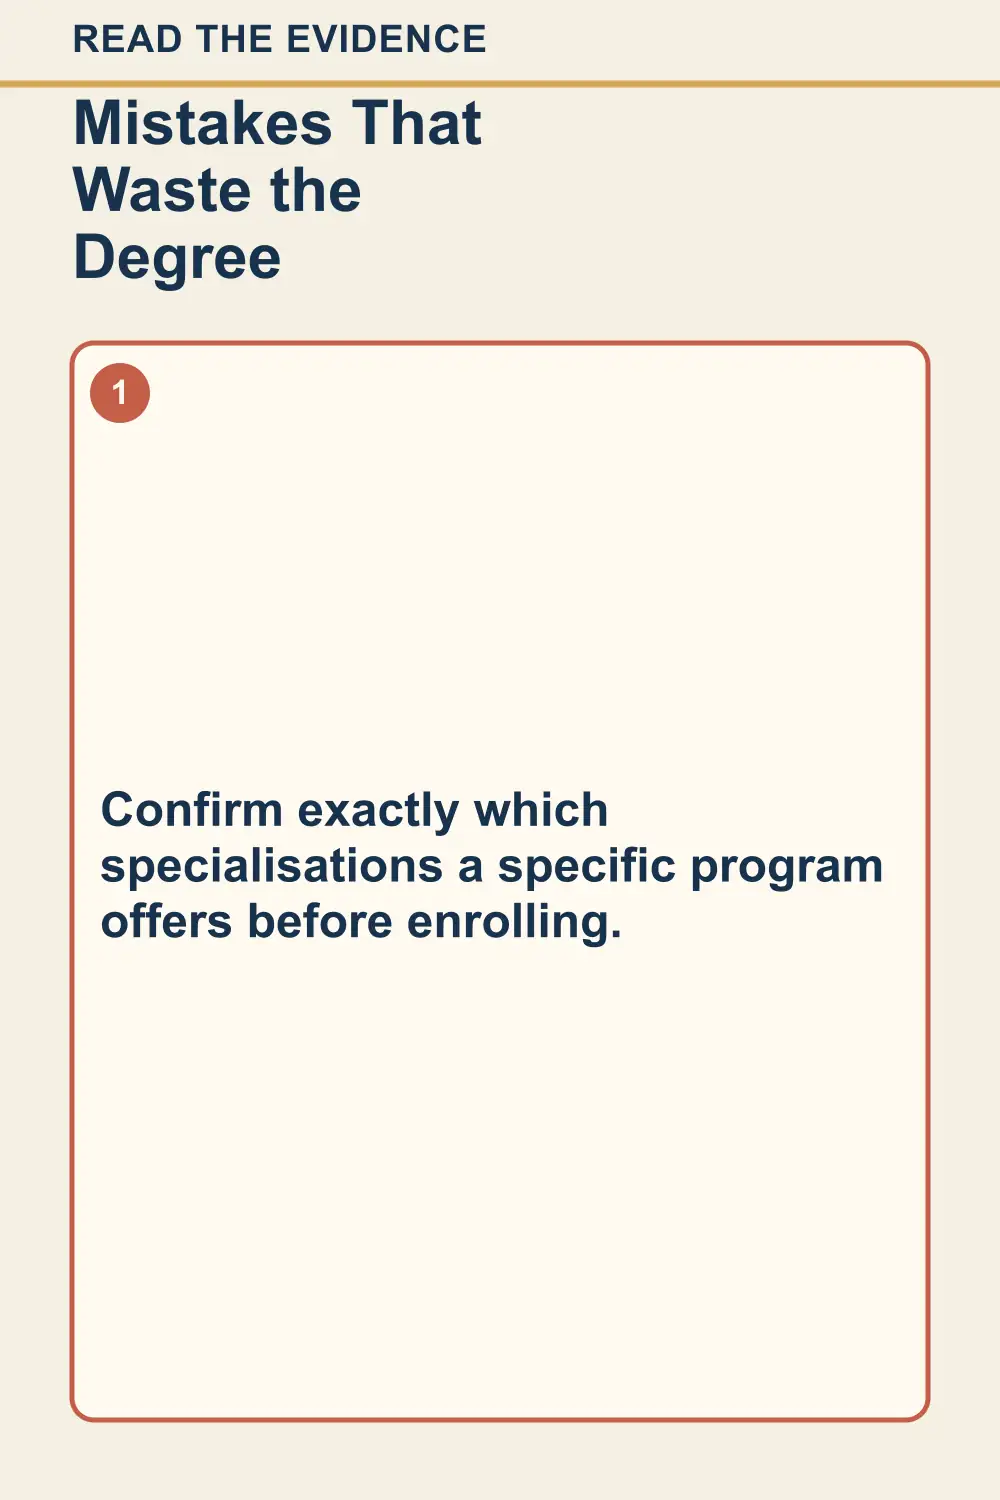 READ THE EVIDENCE
Mistakes That
Waste the
Degree
1
Confirm exactly which
specialisations a specific program
offers before enrolling.